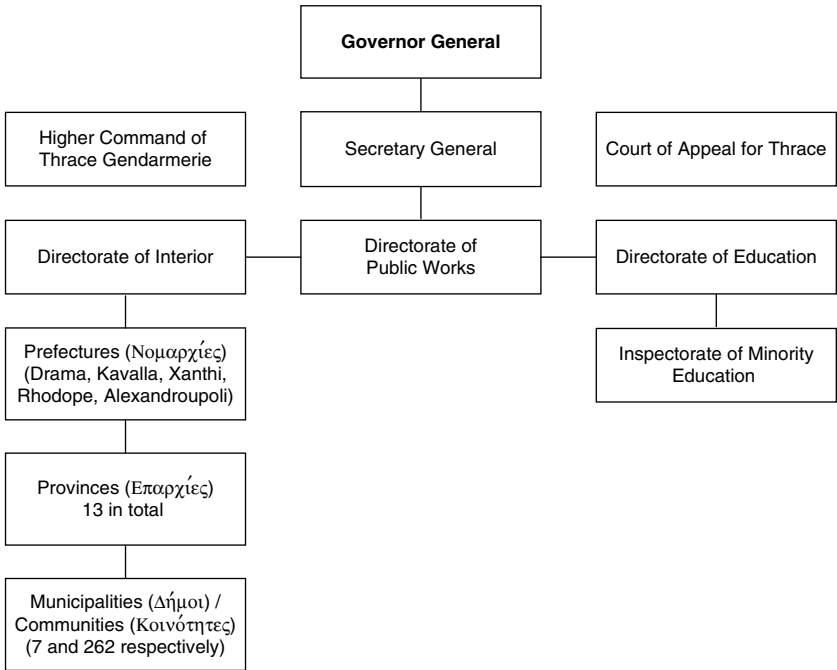 Governor General
Higher Command of
Thrace Gendarmerie
Secretary General
Court of Appeal for Thrace
Directorate of Interior
Directorate of
Public Works
Directorate of Education
Prefectures (Νομαρχίες)
(Drama, Kavalla, Xanthi,
Rhodope, Alexandroupoli)
Inspectorate of Minority
Education
Provinces (Επαρχίες)
13 in total
Municipalities (Δήμοι) /
Communities (Κοινότητες)
(7 and 262 respectively)